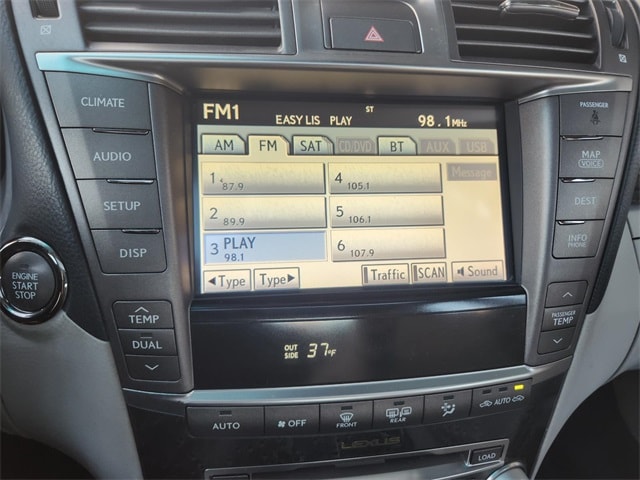 CLIMATE
AUDIO
SETUP
DISP
ENGINE
START
STOP
TEMP
DUAL
FM1 EASY LIS PLAY ST 98.1 MHz
AM FM SAT CD/DVD BT AUX USB
1 87.9 4 105.1 Message
2 89.9 5 106.1
3 PLAY 98.1 6 107.9
◄Type Type► Traffic SCAN Sound
PASSENGER
MAP
VOICE
DEST
INFO
PHONE
PASSENGER
TEMP
OUT
SIDE 37°F
AUTO OFF FRONT REAR AUTO
LEXUS
LOAD